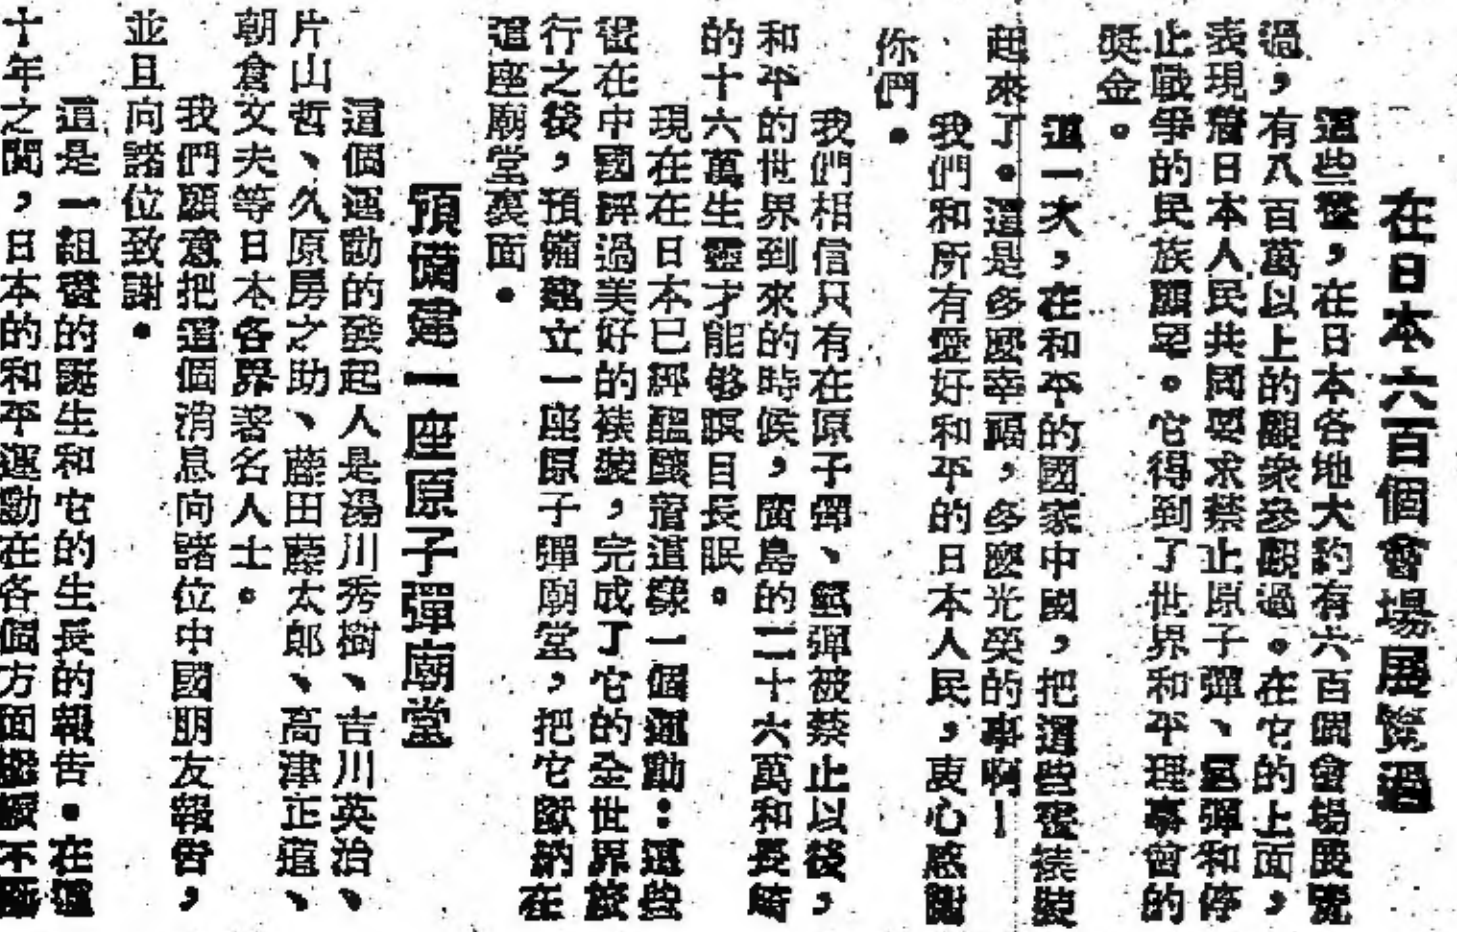 在日本六百個會場展覽過
這些畫，在日本各地大約有六百個會場展覽
過，有八百萬以上的觀衆參觀過。在它的上面，
表現着日本人民共同要求禁止原子彈、氫彈和停
止戰爭的民族願望。它得到了世界和平理事會的
獎金。
這一次，在和平的國家中國，把這些畫裱裝
起來了。這是多麼幸福，多麼光榮的事啊！
我們和所有愛好和平的日本人民，衷心感謝
你們。
我們相信只有在原子彈、氫彈被禁止以後，
和平的世界到來的時候，廣島的二十六萬和長崎
的十六萬生靈才能够瞑目長眠。
現在在日本已經醞釀着這樣一個運動：這些
畫在中國經過美好的裱裝，完成了它的全世界旅
行之後，預備建立一座原子彈廟堂，把它獻納在
這座廟堂裏面。
預備建一座原子彈廟堂
這個運動的發起人是湯川秀樹、吉川英治、
片山哲、久原房之助、藤田藤太郎、高津正道、
朝倉文夫等日本各界著名人士。
我們願意把這個消息向諸位中國朋友報告，
並且向諸位致謝。
這是一組畫的誕生和它的生長的報告。在這
十年之間，日本的和平運動在各個方面繼續不斷